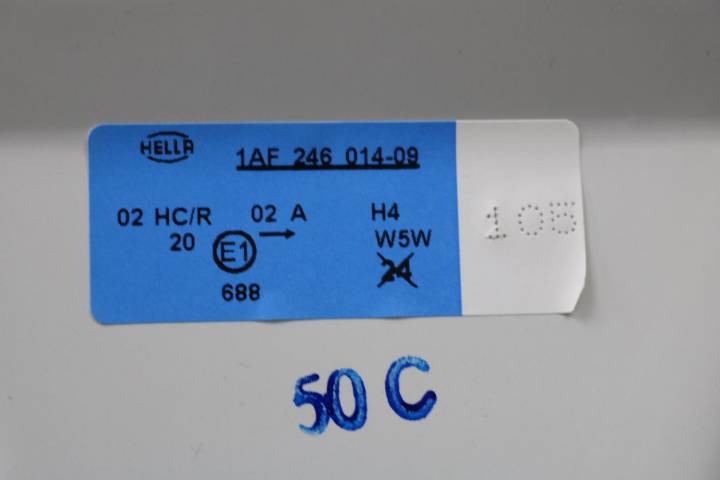 HELLA
1AF 246 014-09
02 HC/R 02 A H4
20 E1 → W5W
688 24
105
50 C